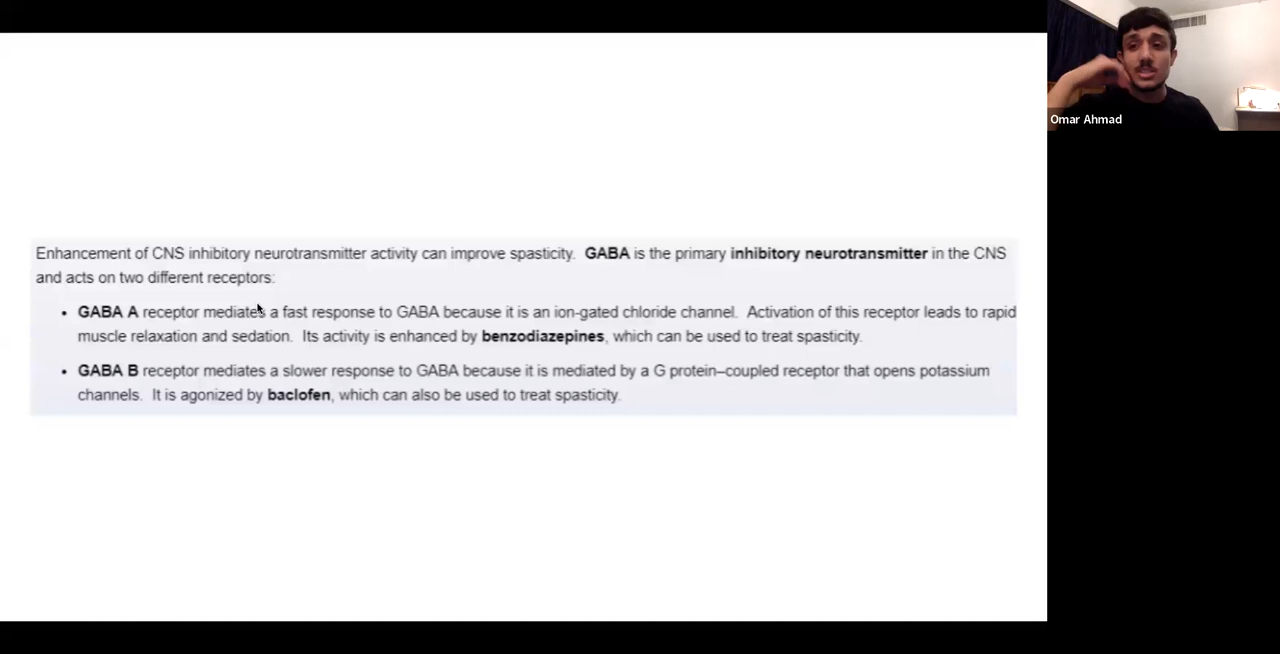 Enhancement of CNS inhibitory neurotransmitter activity can improve spasticity. GABA is the primary inhibitory neurotransmitter in the CNS
and acts on two different receptors:
• GABA A receptor mediates a fast response to GABA because it is an ion-gated chloride channel. Activation of this receptor leads to rapid
muscle relaxation and sedation. Its activity is enhanced by benzodiazepines, which can be used to treat spasticity.
• GABA B receptor mediates a slower response to GABA because it is mediated by a G protein–coupled receptor that opens potassium
channels. It is agonized by baclofen, which can also be used to treat spasticity.
Omar Ahmad